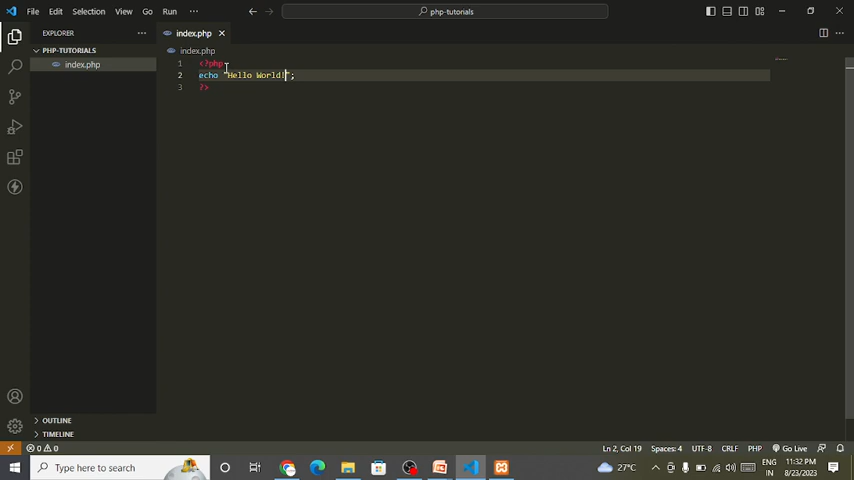 File Edit Selection View Go Run ··· php-tutorials
EXPLORER ···
index.php
PHP-TUTORIALS
index.php
index.php
1 <?php
2 echo "Hello World!";
3 ?>
OUTLINE
TIMELINE
0 0 Ln 2, Col 19 Spaces: 4 UTF-8 CRLF PHP Go Live
Type here to search
27°C
ENG
IN
11:32 PM
8/23/2023